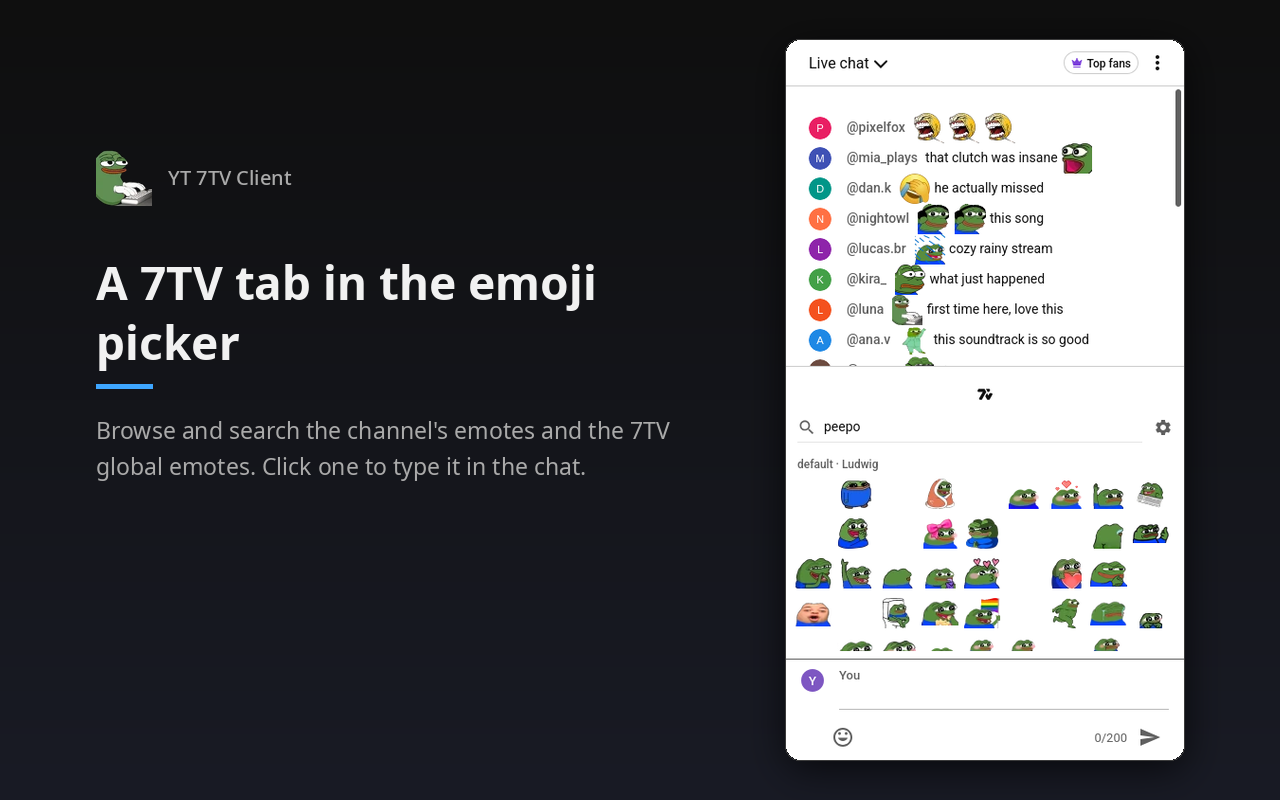 YT 7TV Client
A 7TV tab in the emoji
picker
Browse and search the channel's emotes and the 7TV
global emotes. Click one to type it in the chat.
Live chat
Top fans
P @pixelfox
M @mia_plays that clutch was insane
D @dan.k he actually missed
N @nightowl this song
L @lucas.br cozy rainy stream
K @kira_ what just happened
L @luna first time here, love this
A @ana.v this soundtrack is so good
7v
peepo
default · Ludwig
Y You
0/200